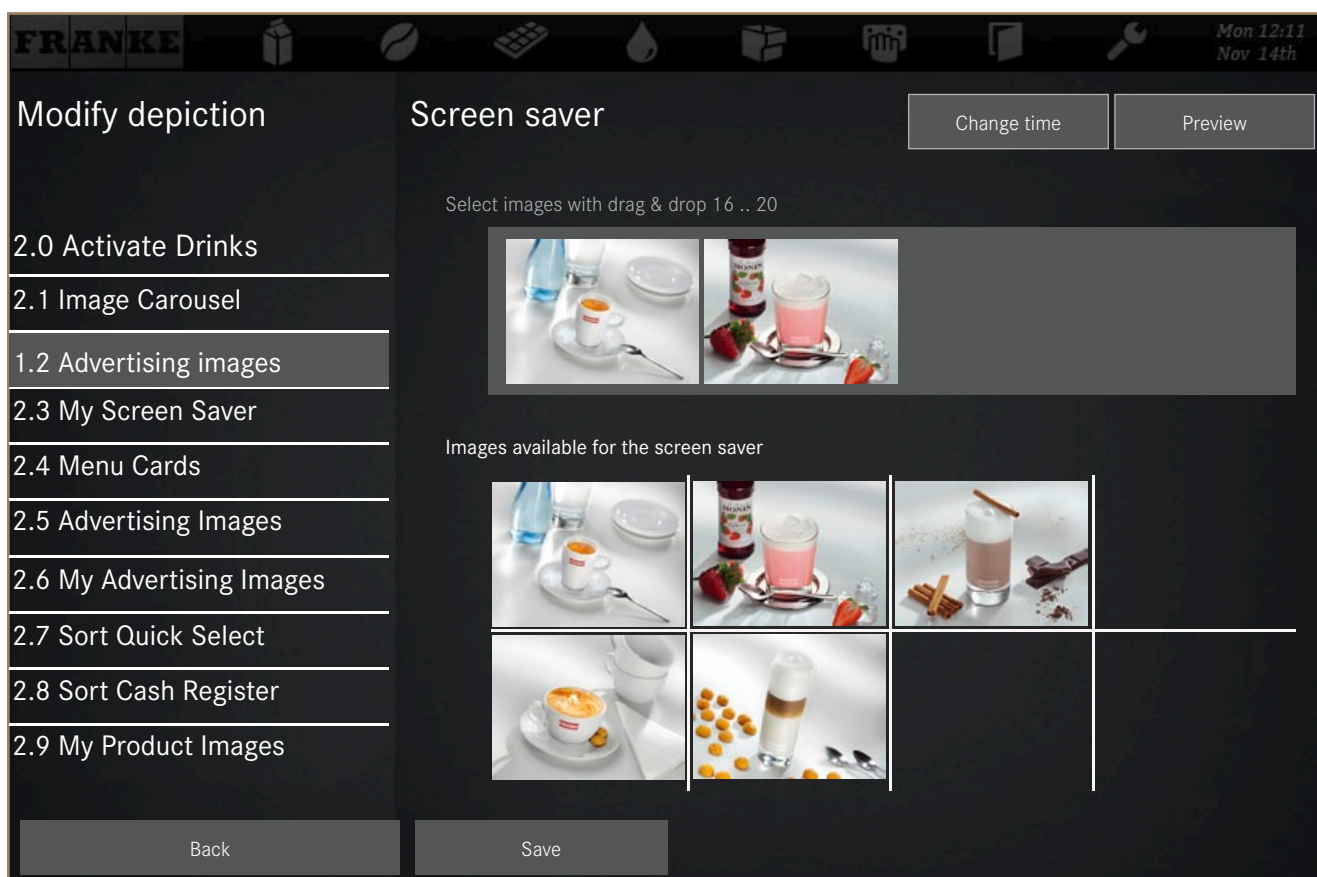 FRANKE
Mon 12:11
Nov 14th
Modify depiction
Screen saver
Change time
Preview
Select images with drag & drop 16 .. 20
2.0 Activate Drinks
2.1 Image Carousel
1.2 Advertising images
2.3 My Screen Saver
2.4 Menu Cards
2.5 Advertising Images
2.6 My Advertising Images
2.7 Sort Quick Select
2.8 Sort Cash Register
2.9 My Product Images
MONIN
Images available for the screen saver
MONIN
Back
Save